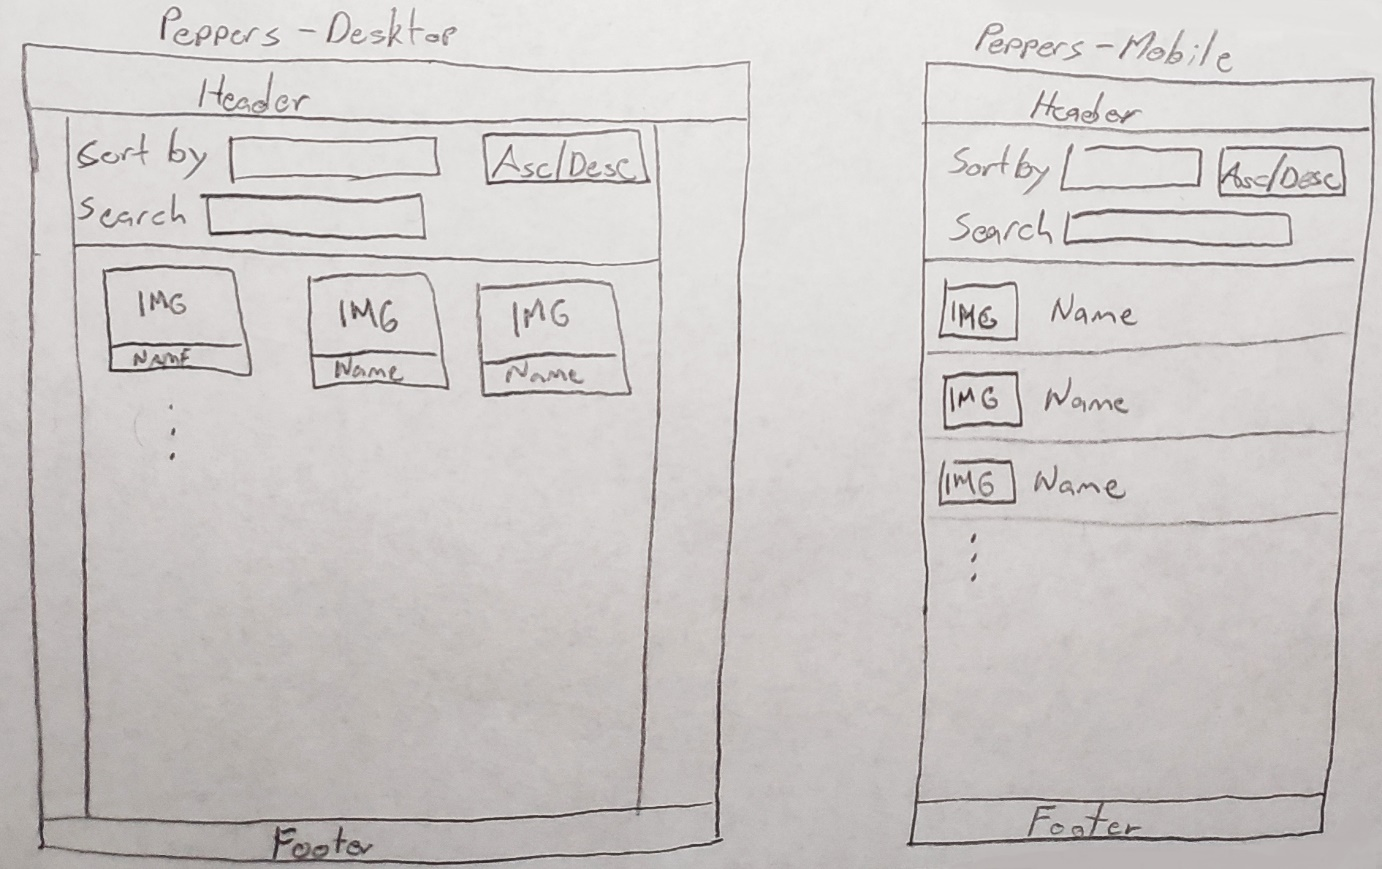 Peppers - Desktop
Header
Sort by
Asc/Desc
Search
IMG
Name
IMG
Name
IMG
Name
Footer
Peppers - Mobile
Header
Sort by
Asc/Desc
Search
IMG Name
IMG Name
IMG Name
Footer